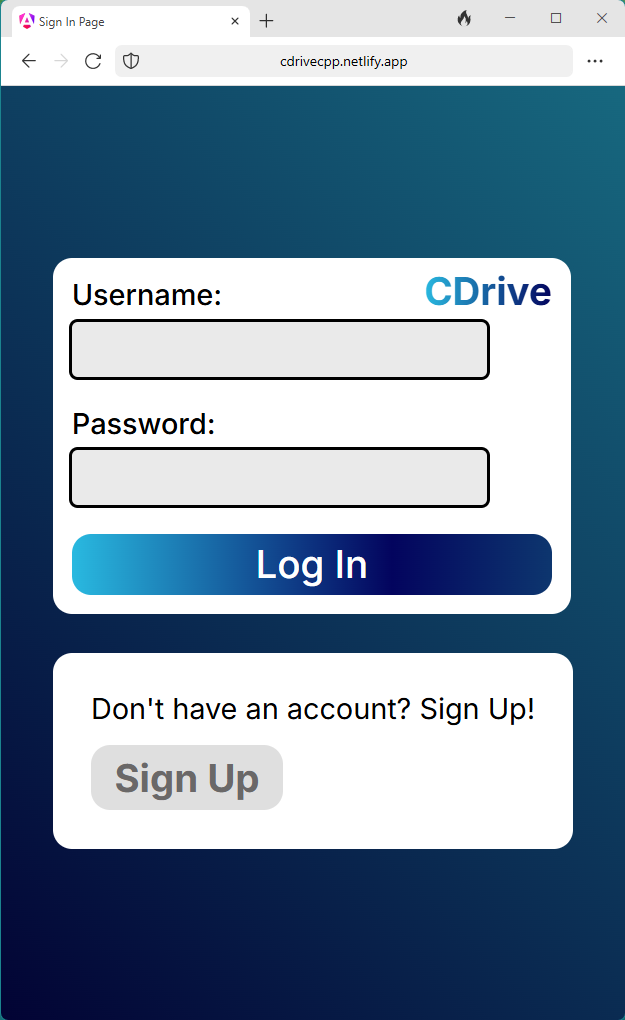 Sign In Page
cdrivecpp.netlify.app
Username:
CDrive
Password:
Log In
Don't have an account? Sign Up!
Sign Up